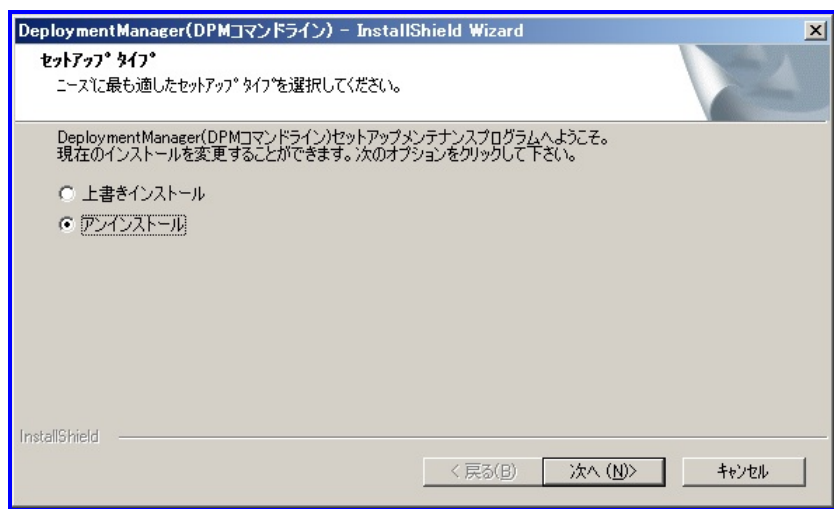 DeploymentManager(DPMコマンドライン) - InstallShield Wizard
セットアップ タイプ
ニーズに最も適したセットアップ タイプを選択してください。
DeploymentManager(DPMコマンドライン)セットアップメンテナンスプログラムへようこそ。
現在のインストールを変更することができます。次のオプションをクリックして下さい。
上書きインストール
アンインストール
InstallShield
< 戻る(B)
次へ (N)>
キャンセル